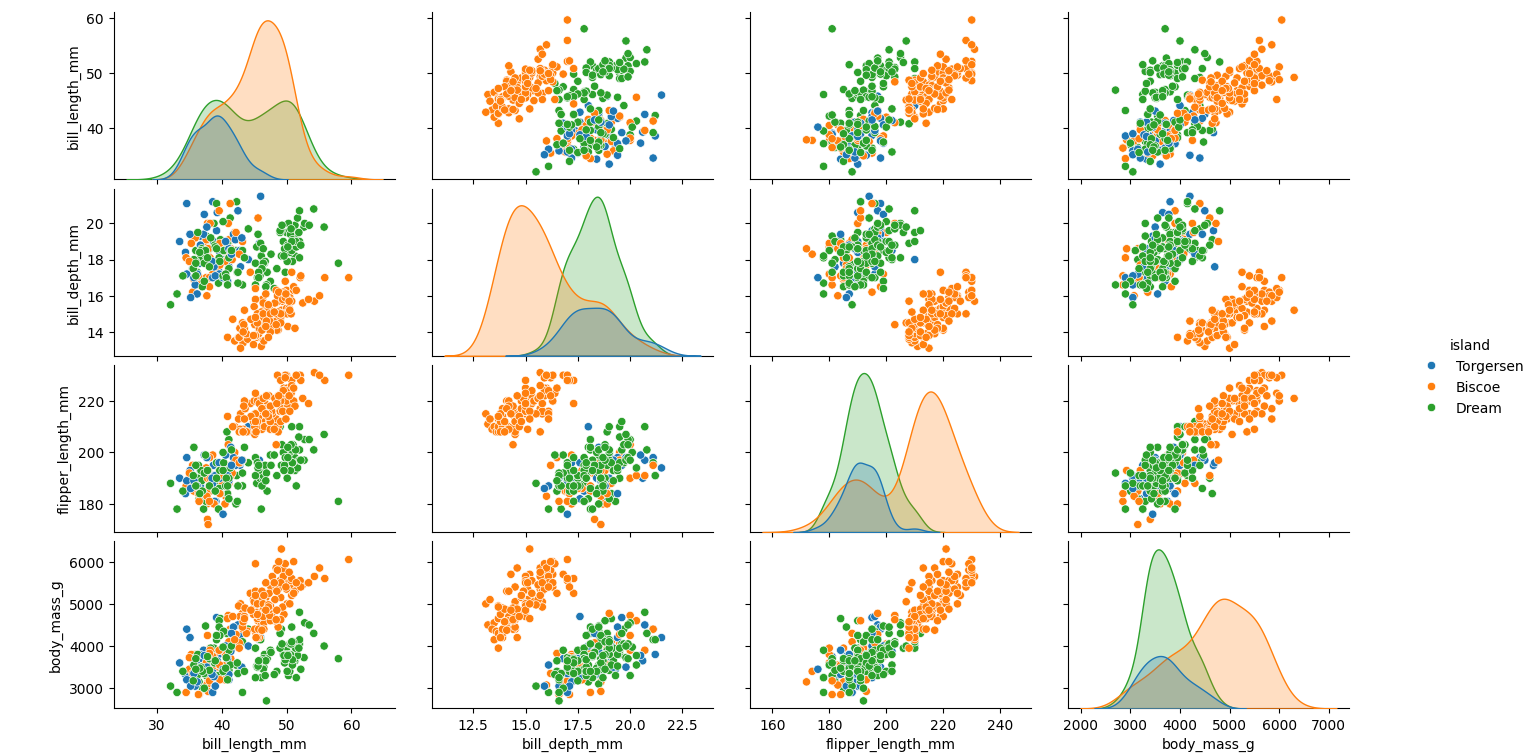 60
50
40
bill_length_mm
20
18
16
14
bill_depth_mm
220
200
180
flipper_length_mm
6000
5000
4000
3000
body_mass_g
30 40 50 60
bill_length_mm
12.5 15.0 17.5 20.0 22.5
bill_depth_mm
160 180 200 220 240
flipper_length_mm
2000 3000 4000 5000 6000 7000
body_mass_g
island
Torgersen
Biscoe
Dream